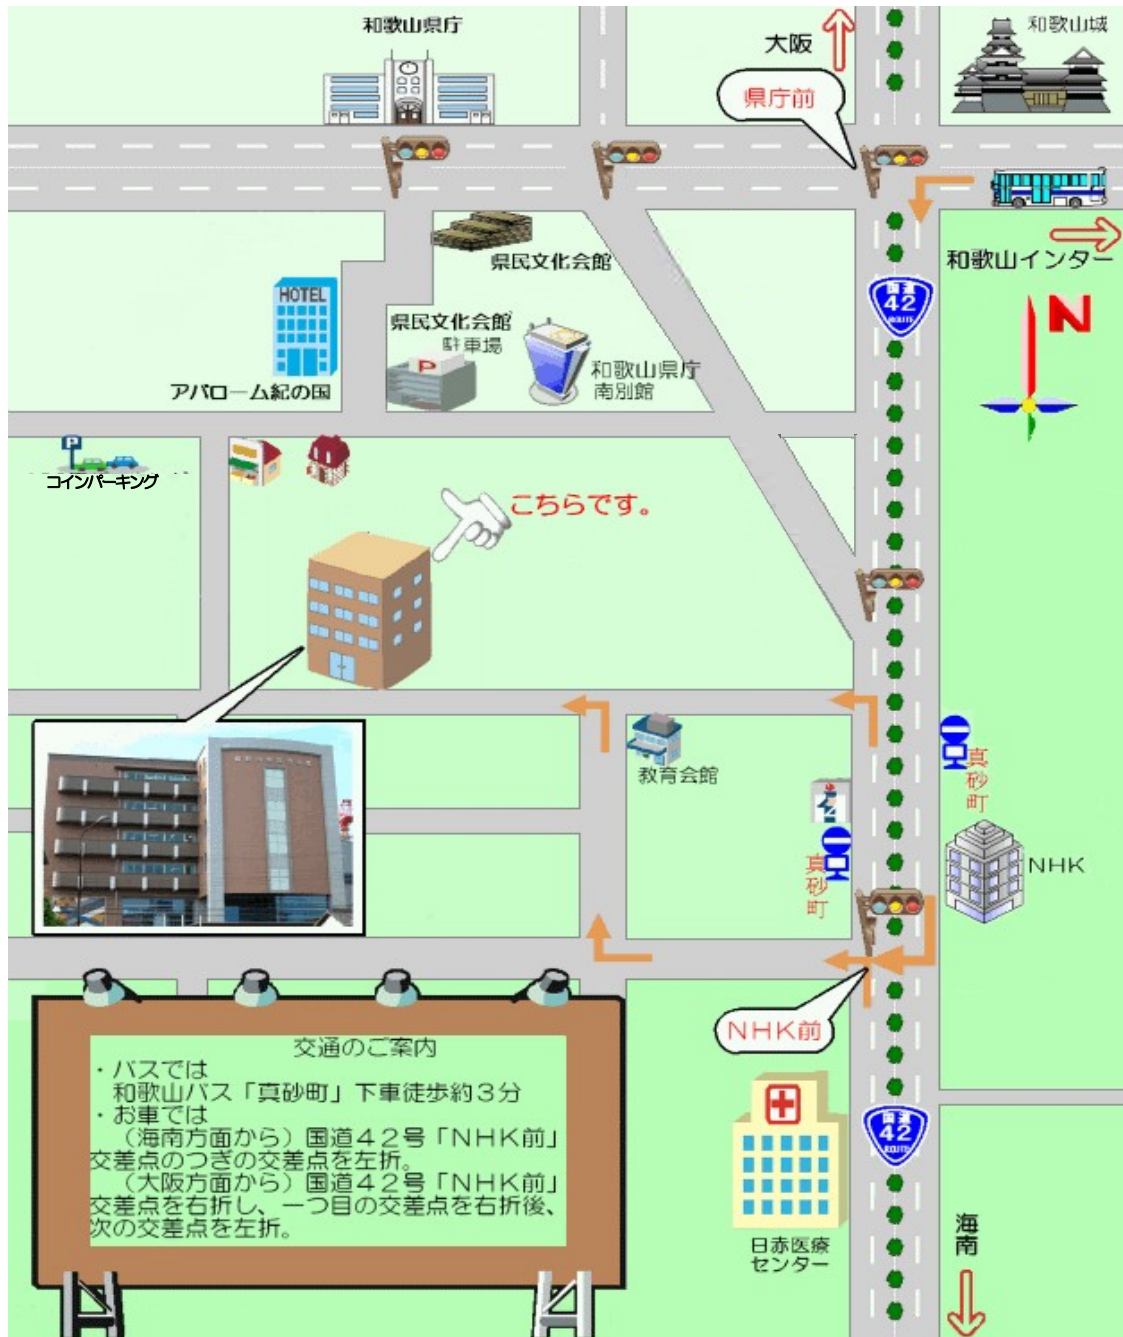 和歌山県庁
大阪
和歌山城
県庁前
県民文化会館
和歌山インター
国道
42
ROUTE
HOTEL
N
県民文化会館
駐車場
P
アバローム紀の国
和歌山県庁
南別館
P
コインパーキング
こちらです。
教育会館
真砂町
真砂町
NHK
NHK前
交通のご案内
・バスでは
和歌山バス「真砂町」下車徒歩約３分
・お車では
（海南方面から）国道４２号「ＮＨＫ前」
交差点のつぎの交差点を左折。
（大阪方面から）国道４２号「ＮＨＫ前」
交差点を右折し、一つ目の交差点を右折後、
次の交差点を左折。
国道
42
ROUTE
日赤医療
センター
海南